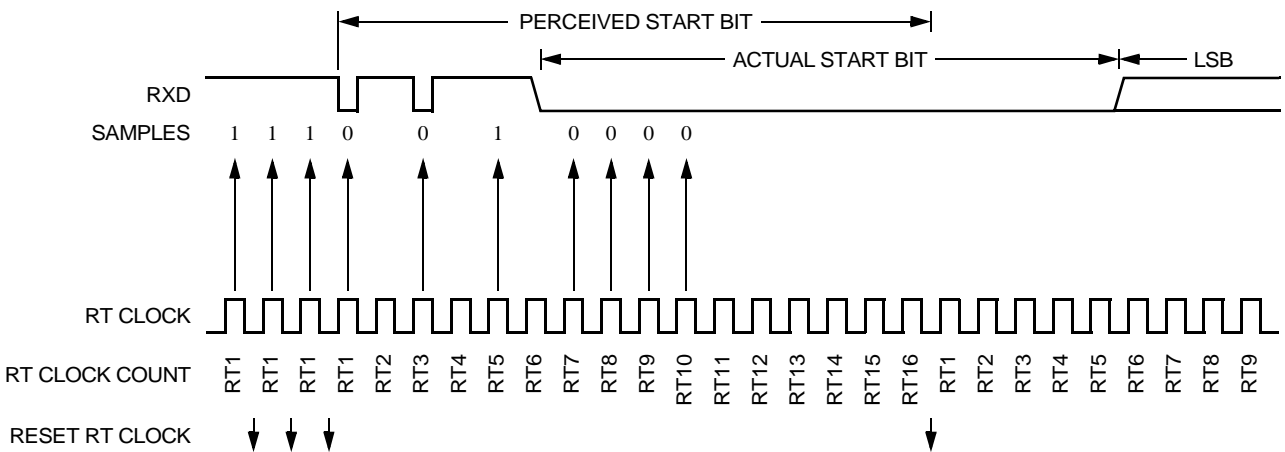 PERCEIVED START BIT
ACTUAL START BIT
LSB
RXD
SAMPLES 1 1 1 0 0 1 0 0 0 0
RT CLOCK
RT CLOCK COUNT RT1 RT1 RT1 RT1 RT2 RT3 RT4 RT5 RT6 RT7 RT8 RT9 RT10 RT11 RT12 RT13 RT14 RT15 RT16 RT1 RT2 RT3 RT4 RT5 RT6 RT7 RT8 RT9
RESET RT CLOCK